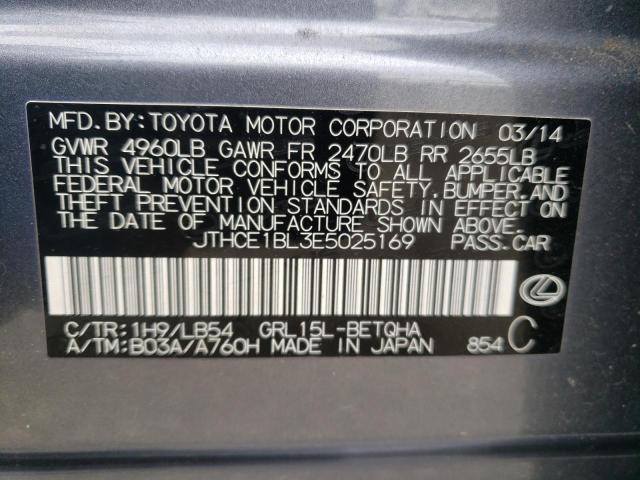 MFD. BY: TOYOTA MOTOR CORPORATION 03/14
GVWR 4960LB GAWR FR 2470LB RR 2655LB
THIS VEHICLE CONFORMS TO ALL APPLICABLE
FEDERAL MOTOR VEHICLE SAFETY, BUMPER, AND
THEFT PREVENTION STANDARDS IN EFFECT ON
THE DATE OF MANUFACTURE SHOWN ABOVE.
JTHCE1BL3E5025169 PASS. CAR
C/TR: 1H9/LB54 GRL15L-BETQHA
A/TM: B03A/A760H MADE IN JAPAN 854 C